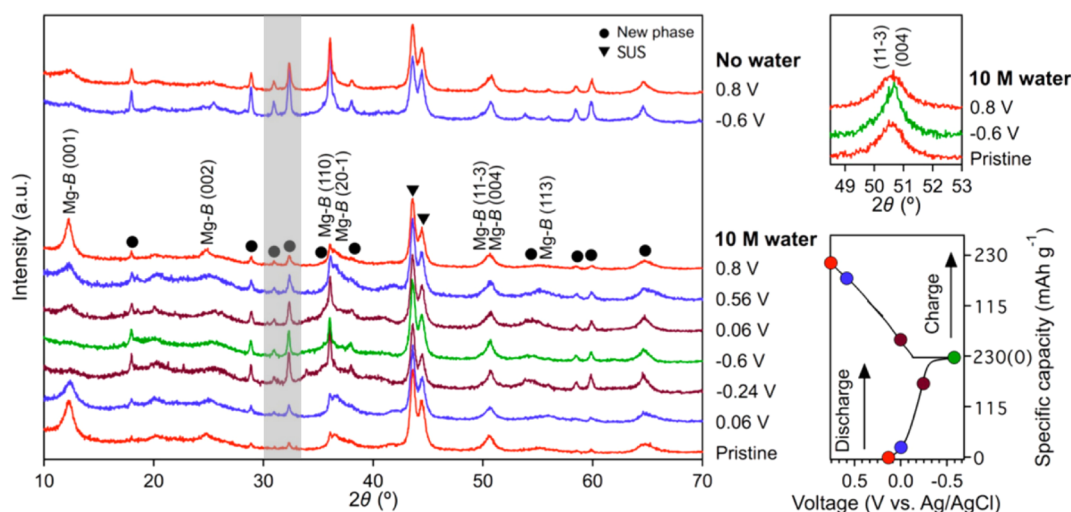 ● New phase
▼ SUS
No water
0.8 V
-0.6 V
Intensity (a.u.)
Mg-B (001)
Mg-B (002)
Mg-B (110)
Mg-B (20-1)
Mg-B (11-3)
Mg-B (004)
Mg-B (113)
10 M water
0.8 V
0.56 V
0.06 V
-0.6 V
-0.24 V
0.06 V
Pristine
10 20 30 40 50 60 70
2θ (°)
(11-3)
(004)
10 M water
0.8 V
-0.6 V
Pristine
49 50 51 52 53
2θ (°)
230
115
230(0)
115
0
Charge
Discharge
Specific capacity (mAh g⁻¹)
0.5 0.0 -0.5
Voltage (V vs. Ag/AgCl)